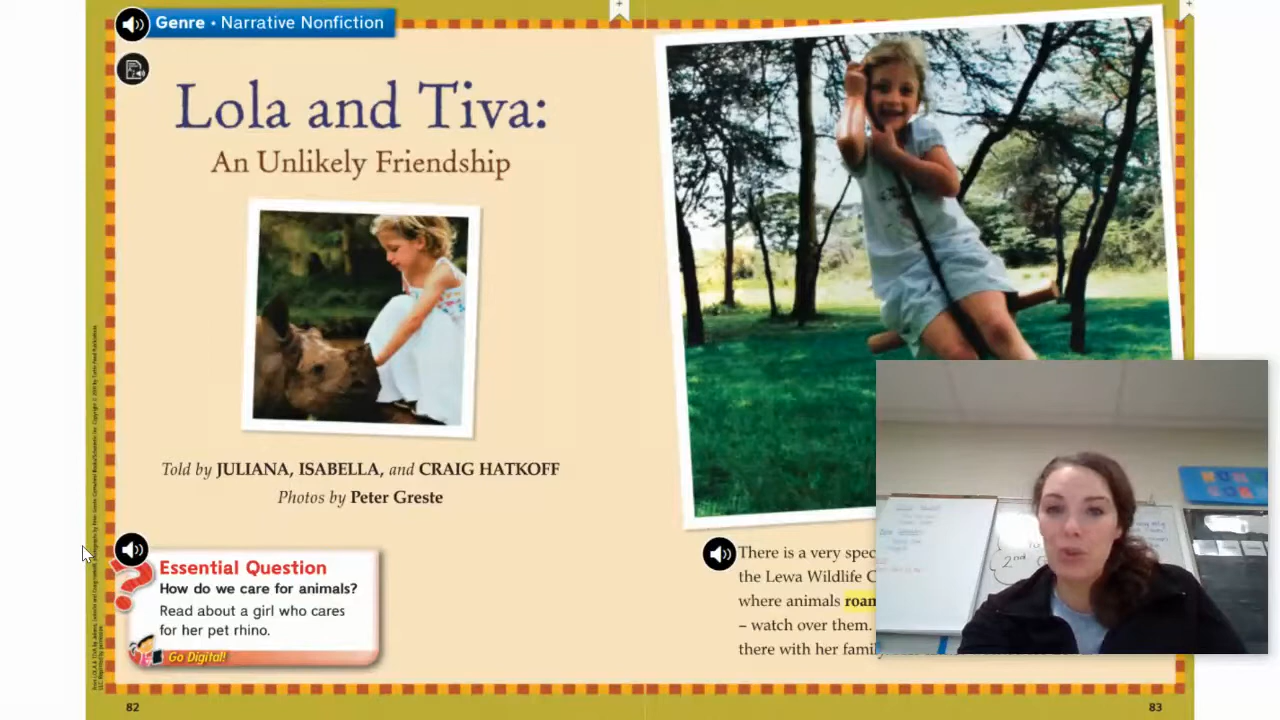 Genre • Narrative Nonfiction
Lola and Tiva:
An Unlikely Friendship
Told by JULIANA, ISABELLA, and CRAIG HATKOFF
Photos by Peter Greste
Essential Question
How do we care for animals?
Read about a girl who cares
for her pet rhino.
Go Digital!
82
There is a very spec
the Lewa Wildlife C
where animals roam
– watch over them.
there with her family
2nd
83